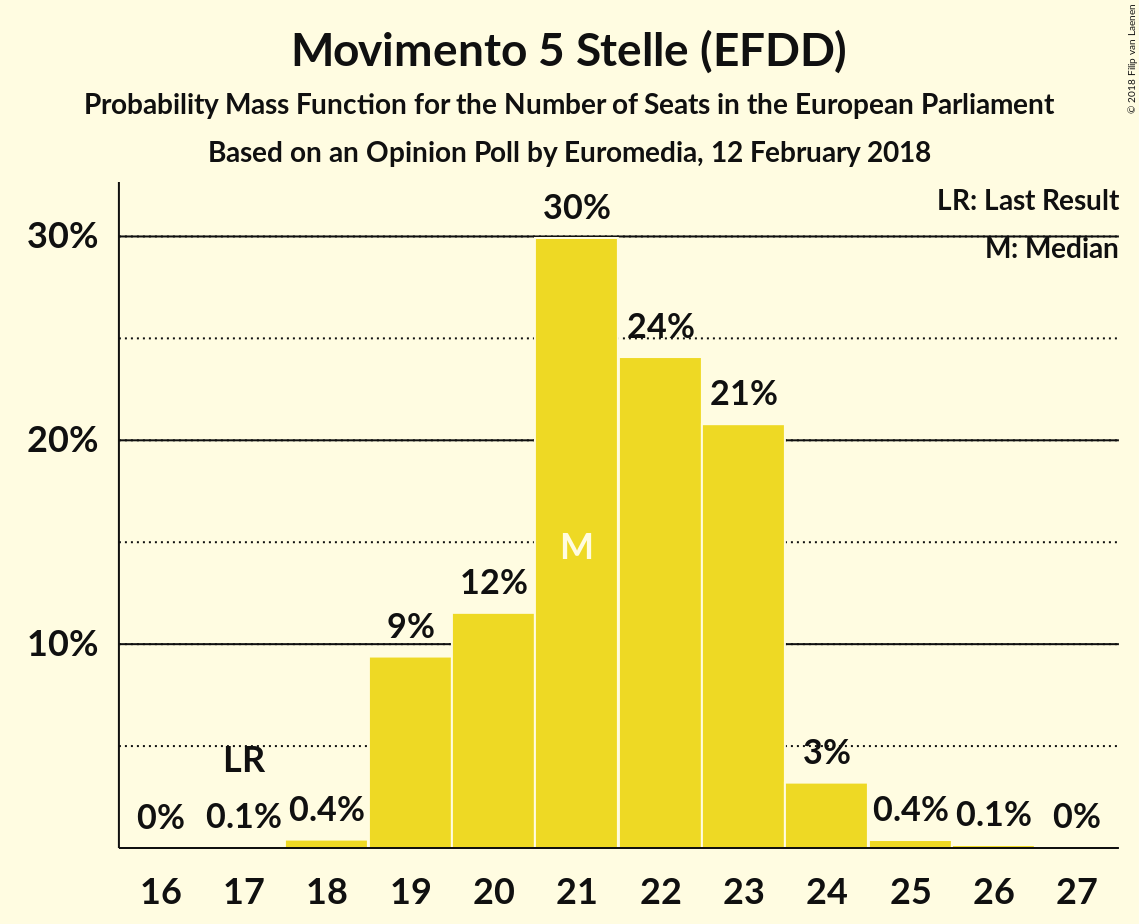 Movimento 5 Stelle (EFDD)
Probability Mass Function for the Number of Seats in the European Parliament
Based on an Opinion Poll by Euromedia, 12 February 2018
© 2018 Filip van Laenen
LR: Last Result
M: Median
30%
20%
10%
0%
LR
0.1%
0.4%
9%
12%
30%
M
24%
21%
3%
0.4%
0.1%
0%
16 17 18 19 20 21 22 23 24 25 26 27